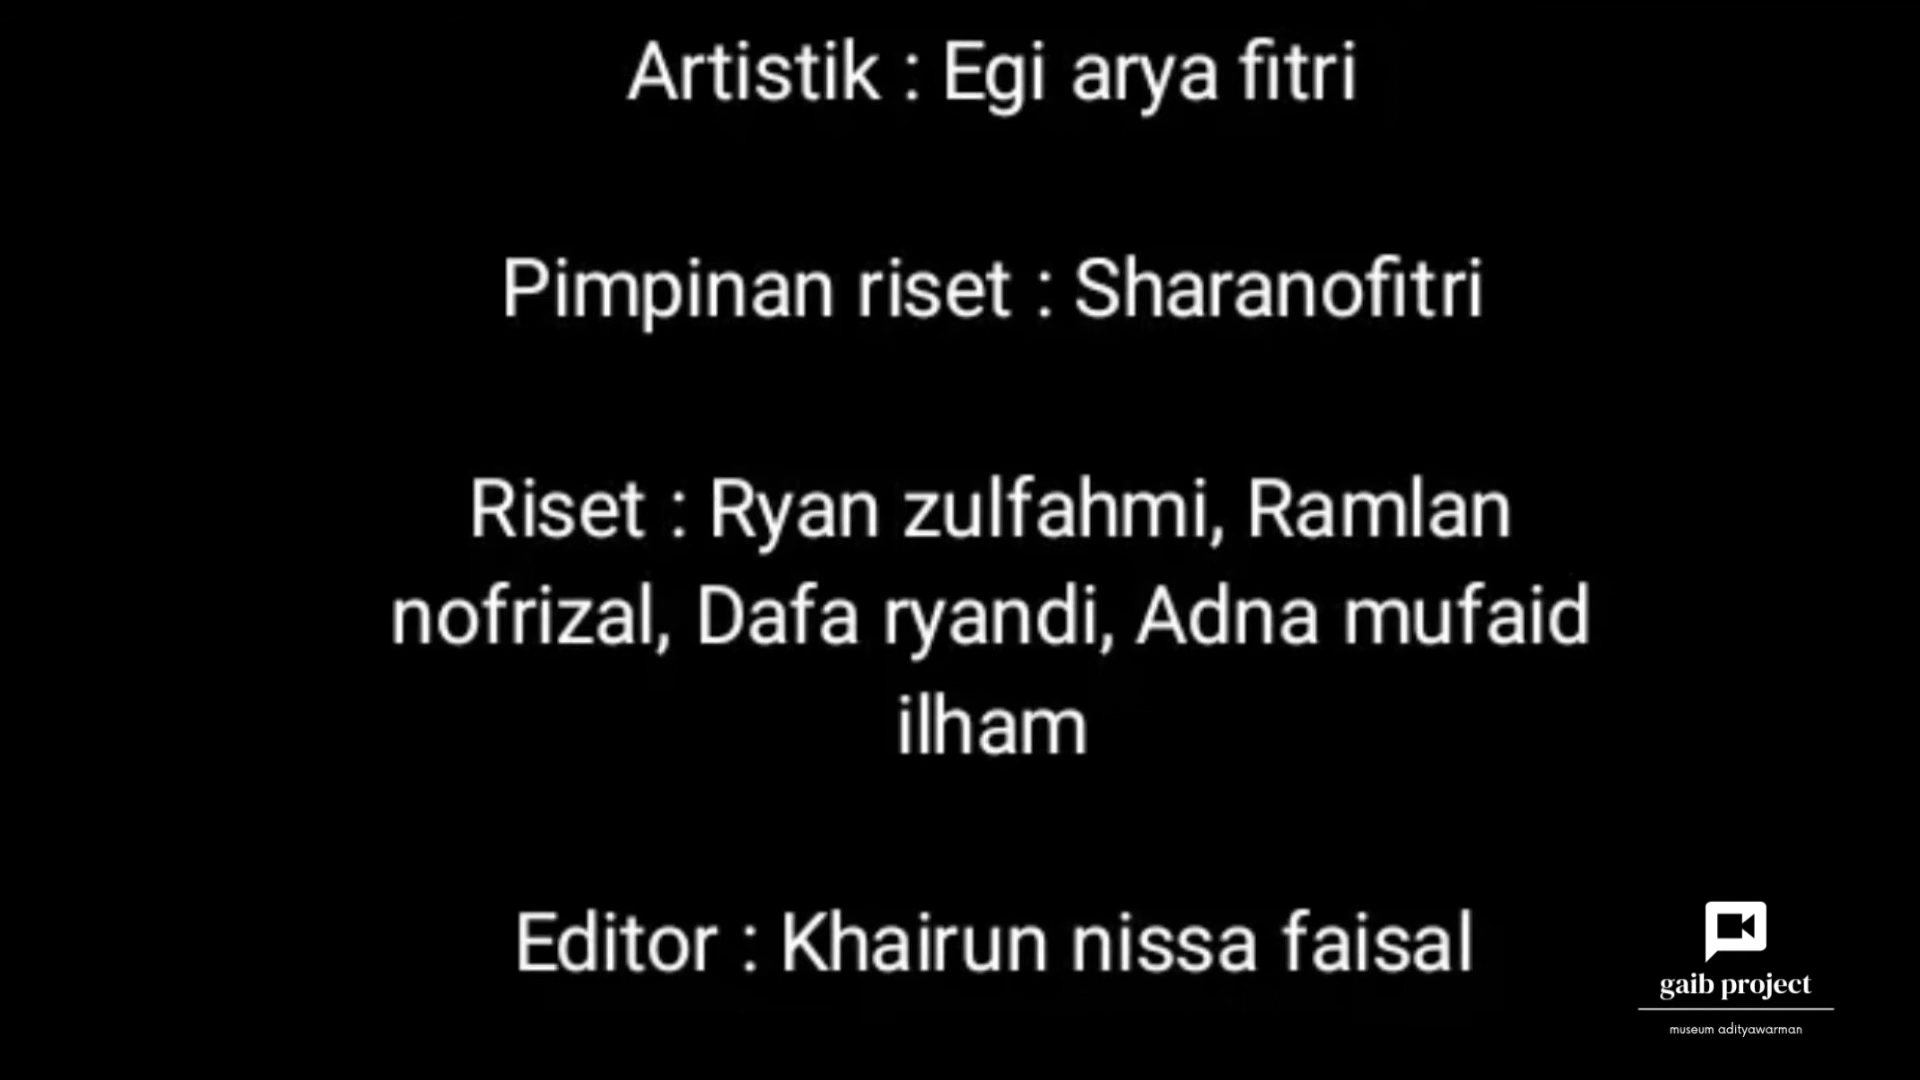 Artistik : Egi arya fitri
Pimpinan riset : Sharanofitri
Riset : Ryan zulfahmi, Ramlan
nofrizal, Dafa ryandi, Adna mufaid
ilham
Editor : Khairun nissa faisal
gaib project
museum adityawarman